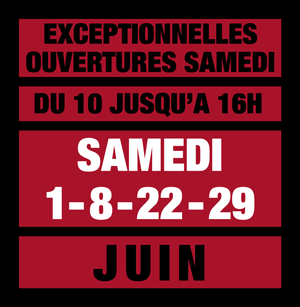 EXCEPTIONNELLES
OUVERTURES SAMEDI
DU 10 JUSQU'A 16H
SAMEDI
1-8-22-29
JUIN